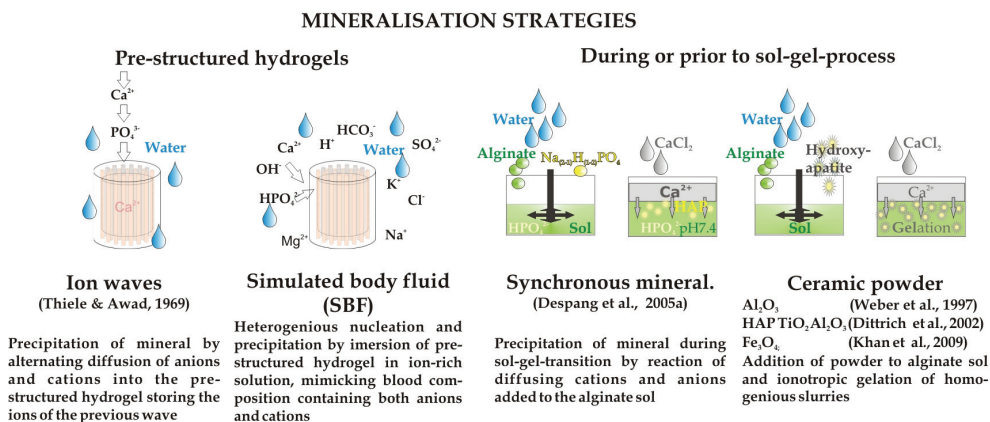 MINERALISATION STRATEGIES
Pre-structured hydrogels
Ca²⁺
PO₄³⁻
Water
Ca²⁺
Ion waves
(Thiele & Awad, 1969)
Precipitation of mineral by
alternating diffusion of anions
and cations into the pre-
structured hydrogel storing the
ions of the previous wave
HCO₃⁻
Ca²⁺
H⁺
Water
SO₄²⁻
OH⁻
K⁺
HPO₄²⁻
Cl⁻
Mg²⁺
Na⁺
Simulated body fluid
(SBF)
Heterogenious nucleation and
precipitation by imersion of pre-
structured hydrogel in ion-rich
solution, mimicking blood com-
position containing both anions
and cations
During or prior to sol-gel-process
Water
Alginate
HPO
Sol
CaCl₂
Ca²⁺
HAP
HPO
pH7.4
Synchronous mineral.
(Despang et al., 2005a)
Precipitation of mineral during
sol-gel-transition by reaction of
diffusing cations and anions
added to the alginate sol
Water
Alginate
Hydroxy-
apatite
Sol
CaCl₂
Ca²⁺
Gelation
Ceramic powder
Al₂O₃ (Weber et al., 1997)
HAP TiO₂ Al₂O₃ (Dittrich et al., 2002)
Fe₃O₄, (Khan et al., 2009)
Addition of powder to alginate sol
and ionotropic gelation of homo-
genious slurries